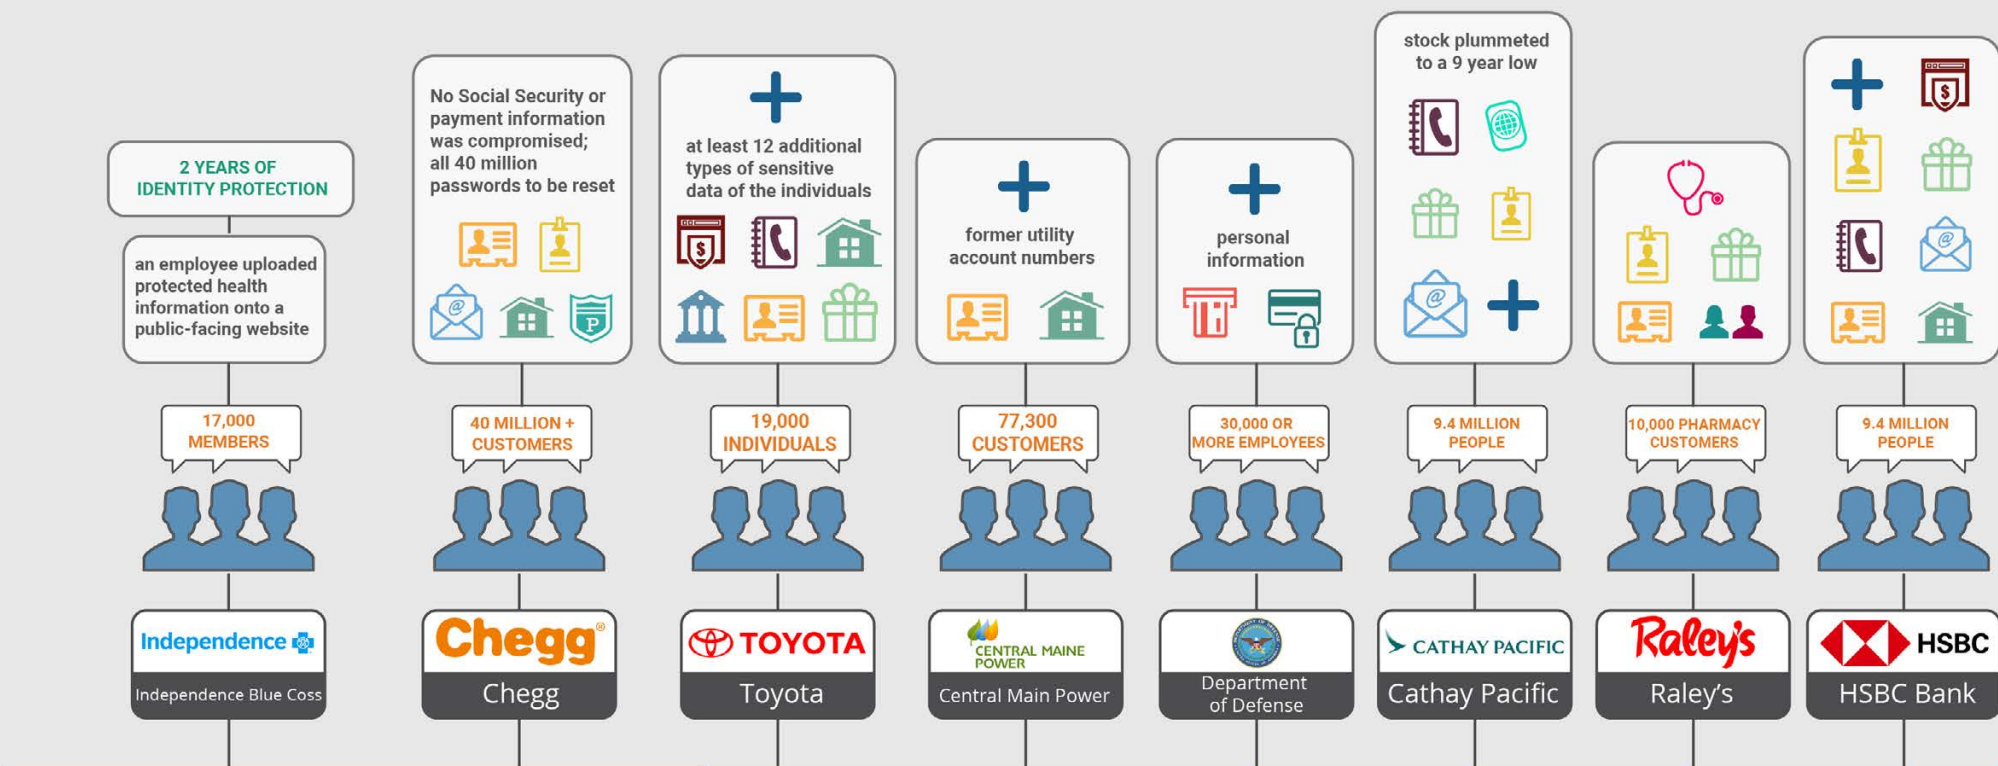 2 YEARS OF
IDENTITY PROTECTION
an employee uploaded
protected health
information onto a
public-facing website
17,000
MEMBERS
Independence
Independence Blue Coss
No Social Security or
payment information
was compromised;
all 40 million
passwords to be reset
@
P
40 MILLION +
CUSTOMERS
Chegg®
Chegg
at least 12 additional
types of sensitive
data of the individuals
$
19,000
INDIVIDUALS
TOYOTA
Toyota
former utility
account numbers
77,300
CUSTOMERS
CENTRAL MAINE
POWER
Central Main Power
personal
information
30,000 OR
MORE EMPLOYEES
Department
of Defense
stock plummeted
to a 9 year low
@
9.4 MILLION
PEOPLE
CATHAY PACIFIC
Cathay Pacific
10,000 PHARMACY
CUSTOMERS
Raley's
Raley's
$
@
9.4 MILLION
PEOPLE
HSBC
HSBC Bank